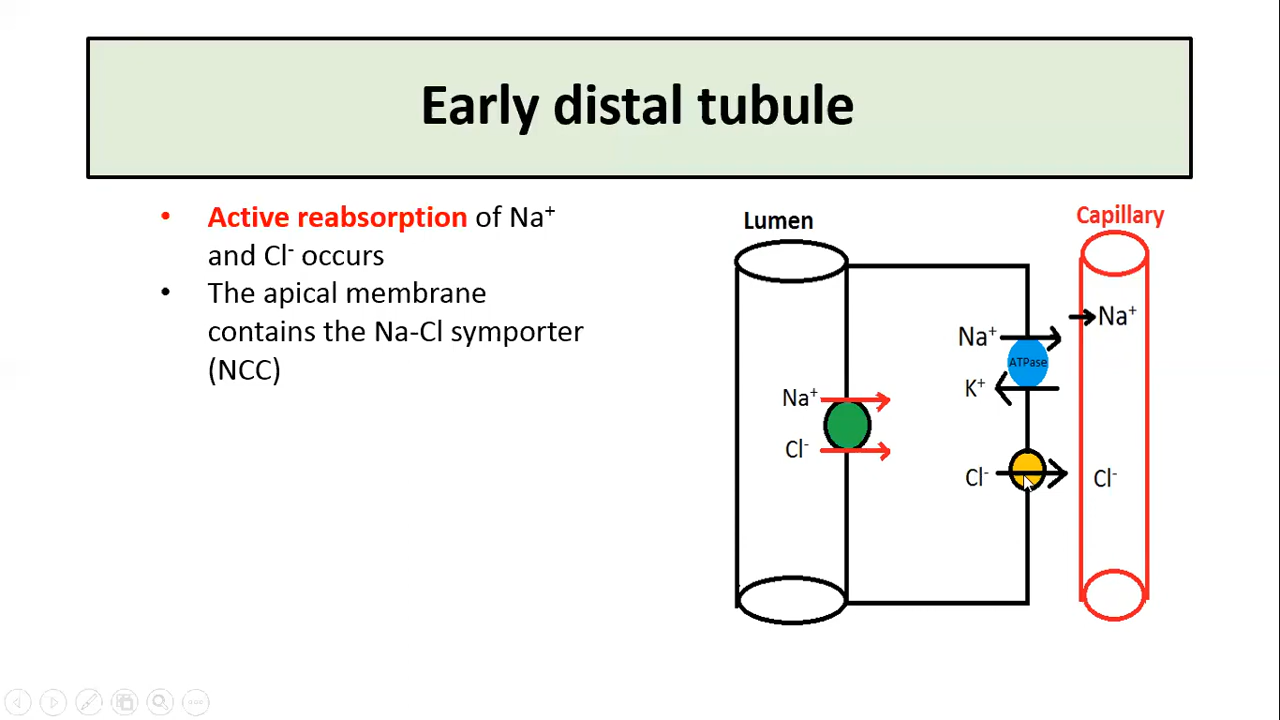 Early distal tubule
• Active reabsorption of Na⁺
and Cl⁻ occurs
• The apical membrane
contains the Na-Cl symporter
(NCC)
Lumen
Capillary
Na⁺
Na⁺
ATPase
K⁺
Na⁺
Cl⁻
Cl⁻
Cl⁻